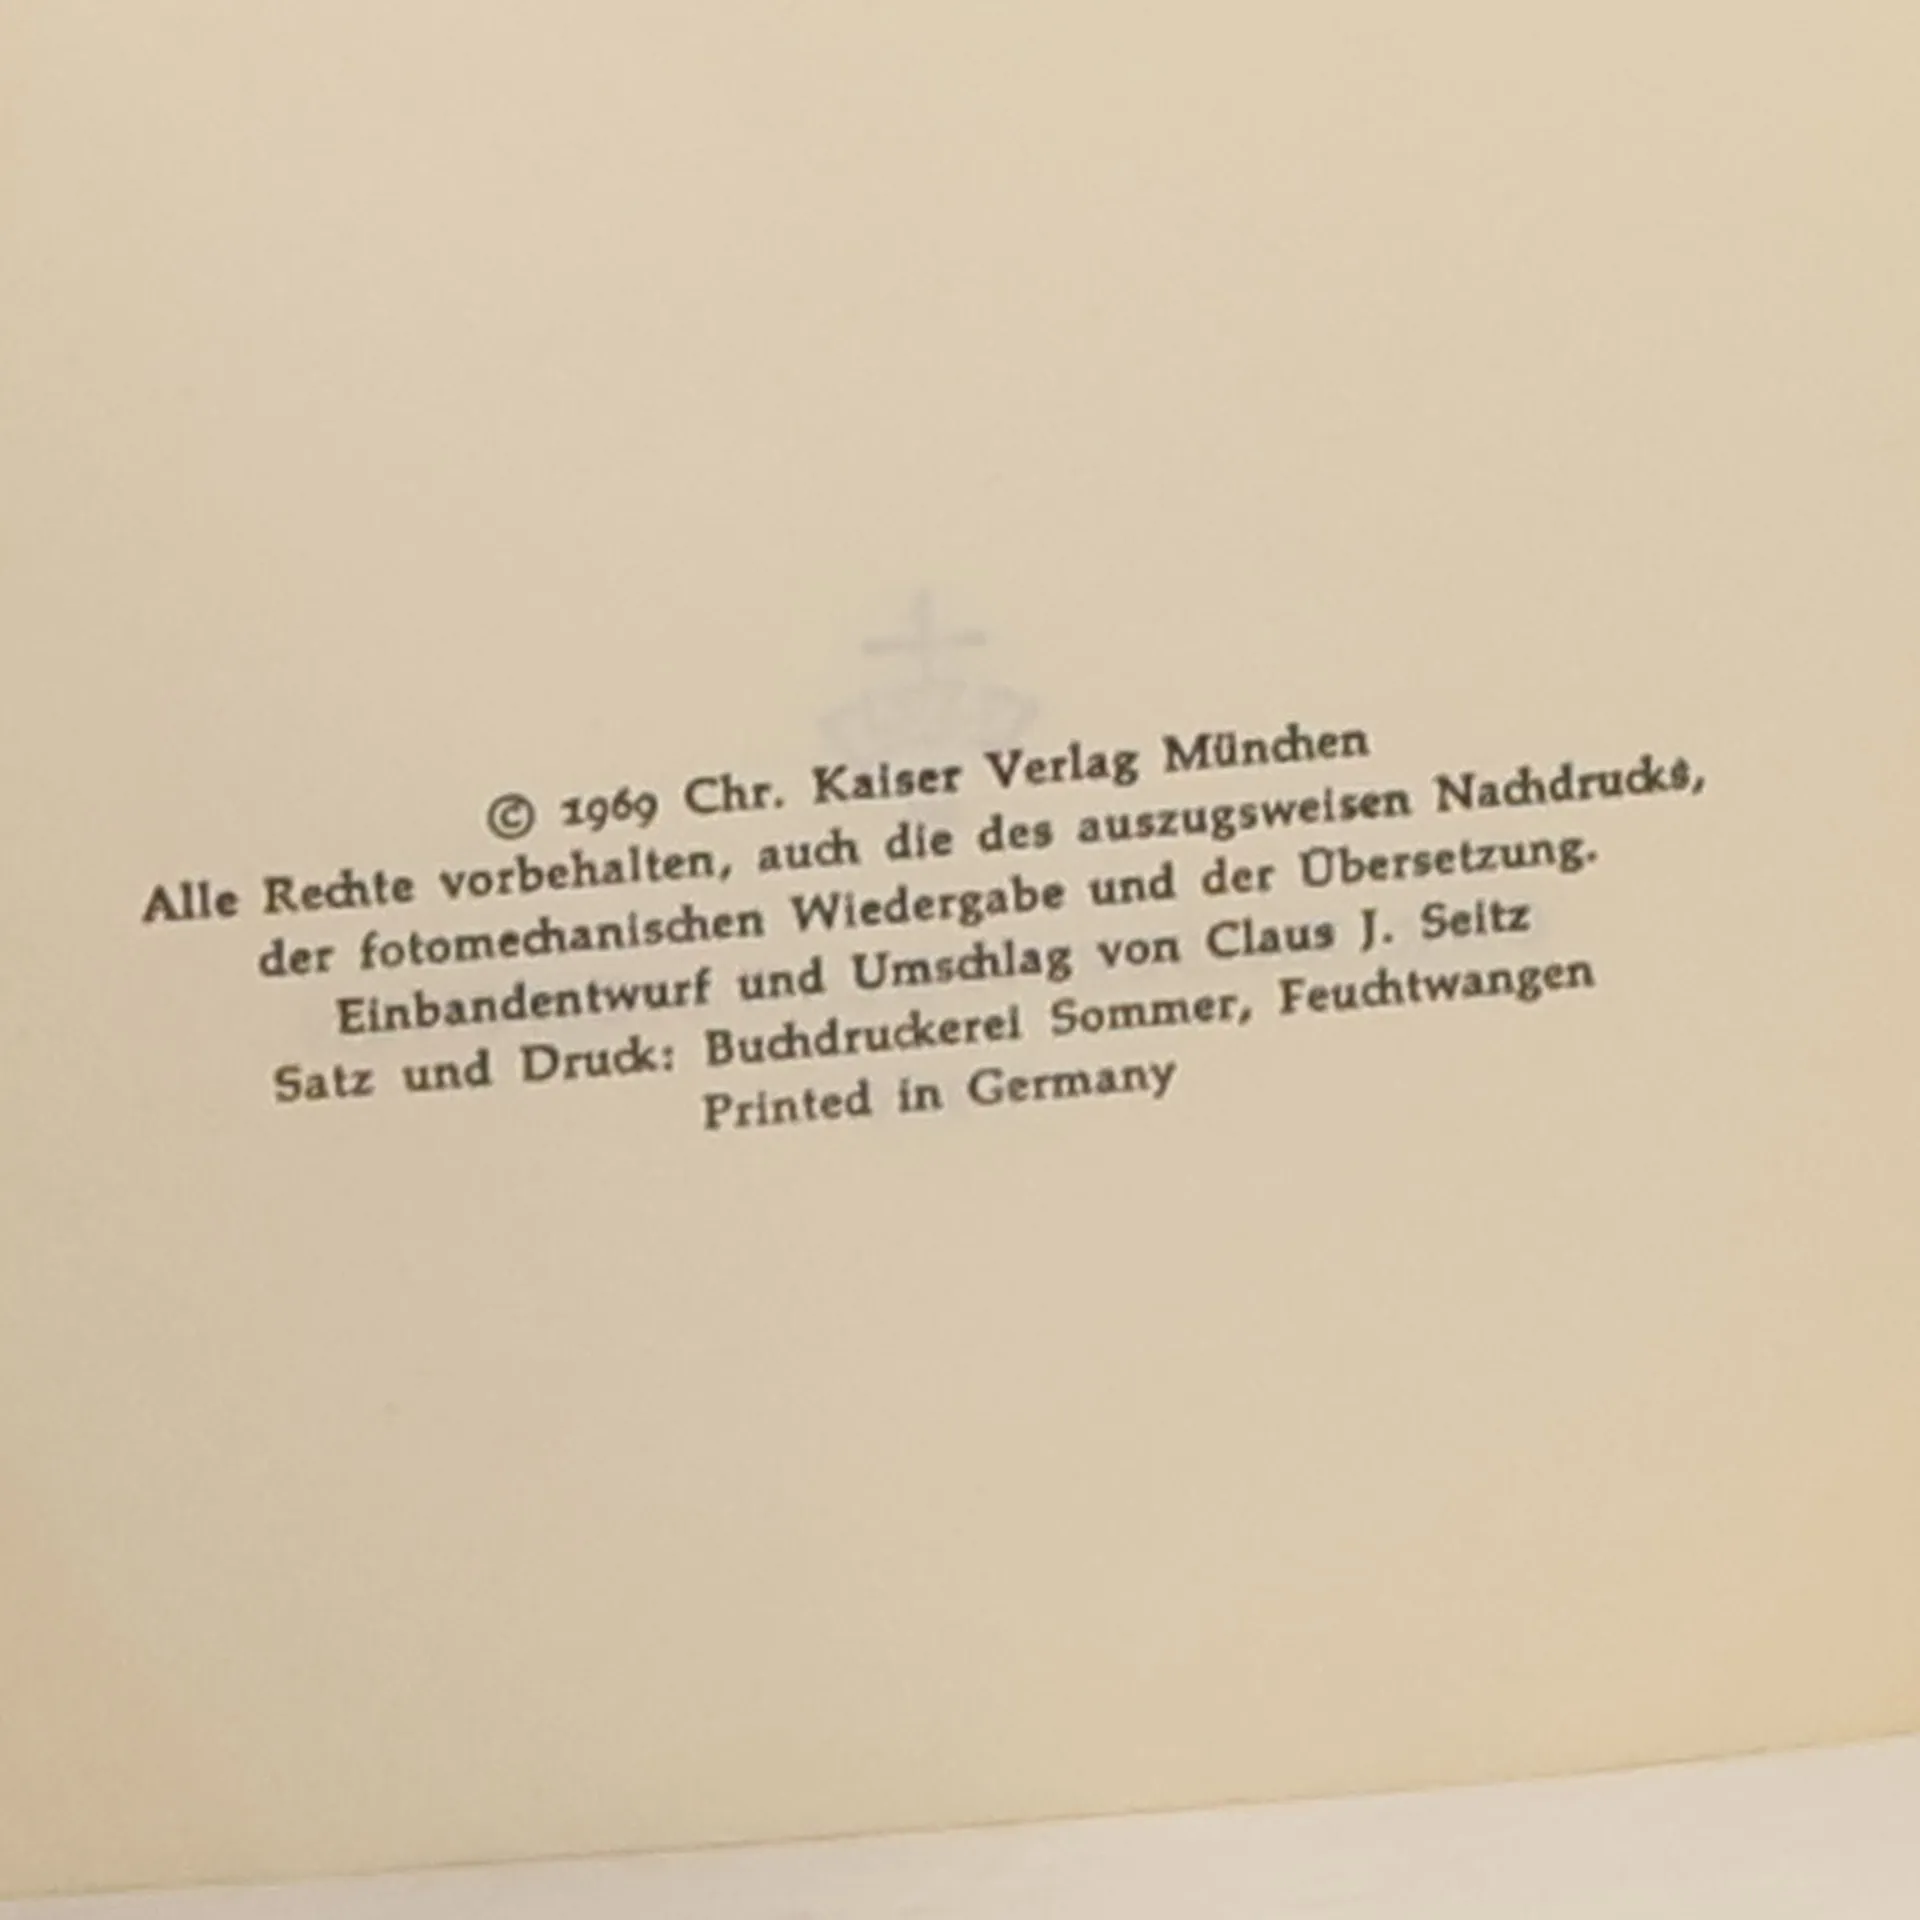 © 1969 Chr. Kaiser Verlag München
Alle Rechte vorbehalten, auch die des auszugsweisen Nachdrucks,
der fotomechanischen Wiedergabe und der Übersetzung.
Einbandentwurf und Umschlag von Claus J. Seitz
Satz und Druck: Buchdruckerei Sommer, Feuchtwangen
Printed in Germany